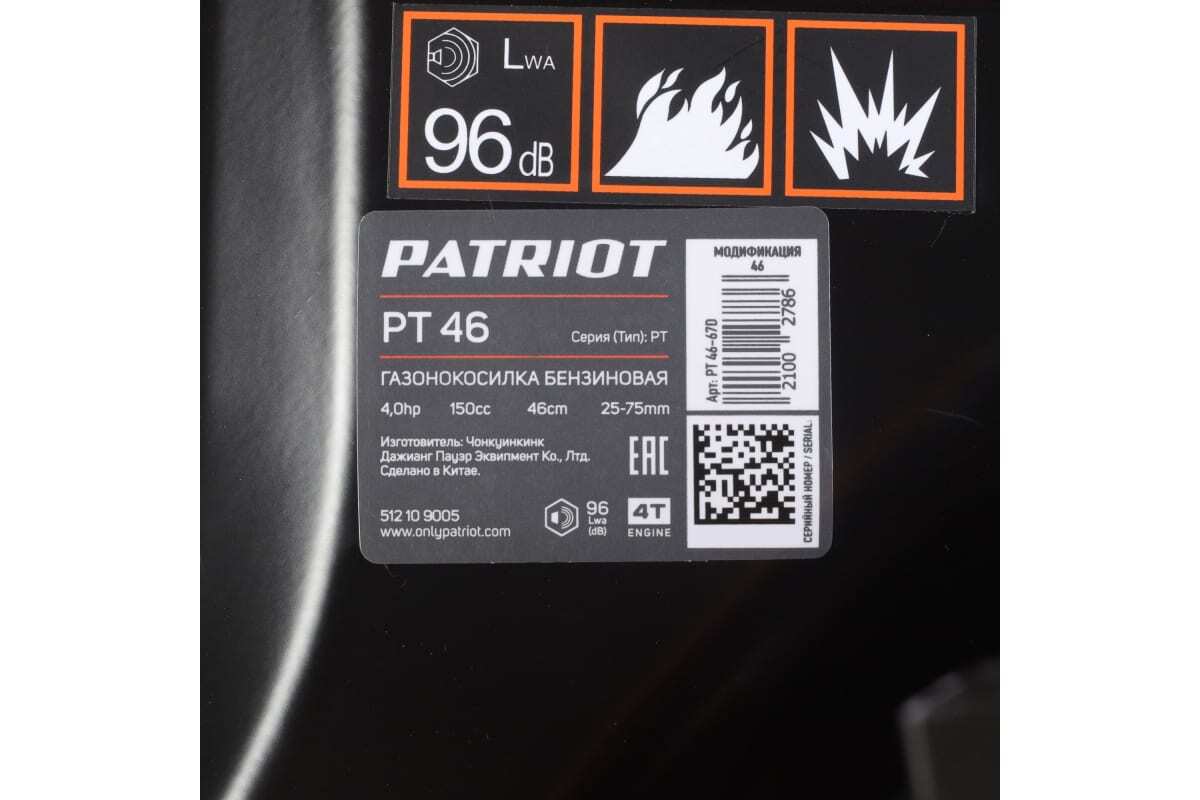 LWA
96 dB
PATRIOT
PT 46
Серия (Тип): PT
ГАЗОНОКОСИЛКА БЕНЗИНОВАЯ
4,0hp 150cc 46cm 25-75mm
Изготовитель: Чонкуинкинк
Дажианг Пауэр Эквипмент Ко., Лтд.
Сделано в Китае.
EAC
512 10 9005
www.onlypatriot.com
96
Lwa
(dB)
4T
ENGINE
МОДИФИКАЦИЯ
46
Арт: PT 46-670
2100 2786
СЕРИЙНЫЙ НОМЕР / SERIAL: